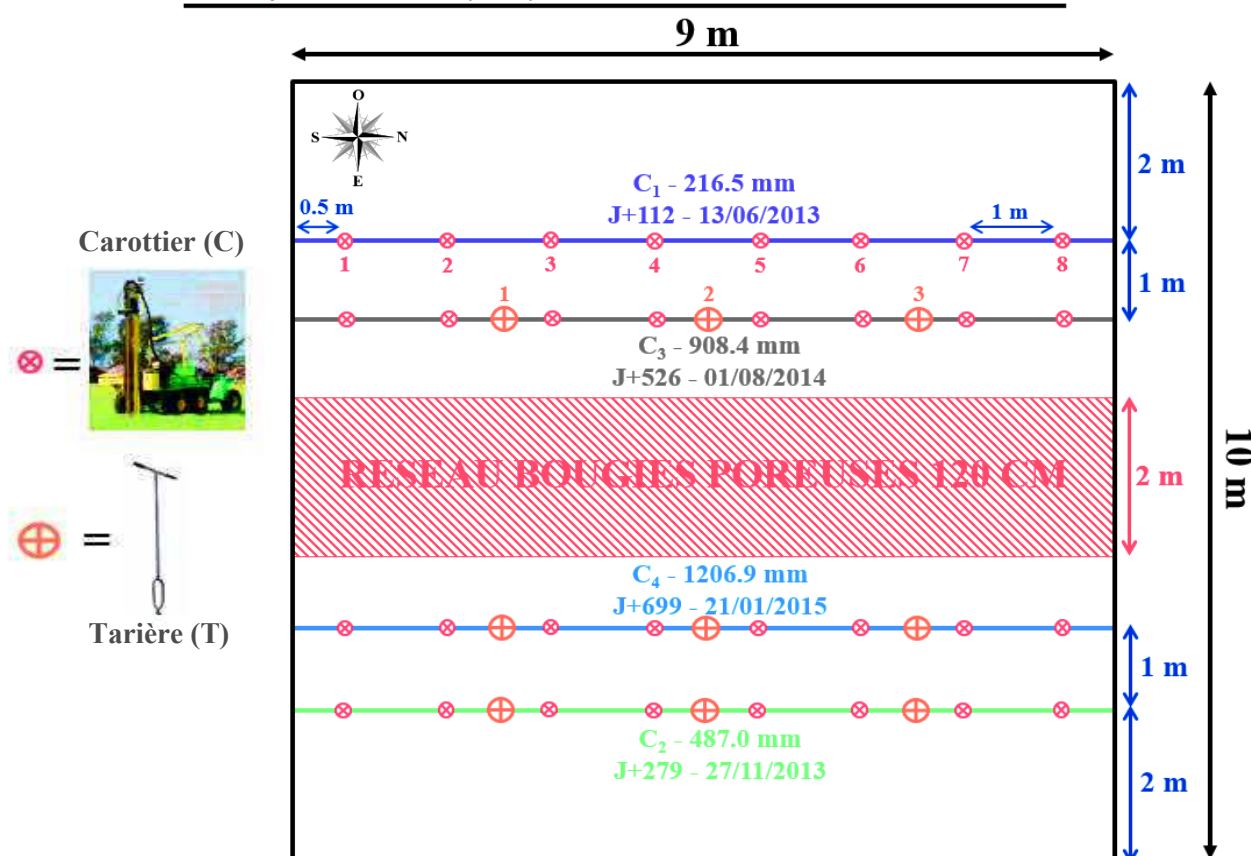 9 m
O
S
N
E
2 m
C₁ - 216.5 mm
J+112 - 13/06/2013
0.5 m
1 m
Carottier (C)
1 2 3 4 5 6 7 8
1 m
1 2 3
C₃ - 908.4 mm
J+526 - 01/08/2014
=
RESEAU BOUGIES POREUSES 120 CM
2 m
10 m
=
C₄ - 1206.9 mm
J+699 - 21/01/2015
Tarière (T)
1 m
C₂ - 487.0 mm
J+279 - 27/11/2013
2 m